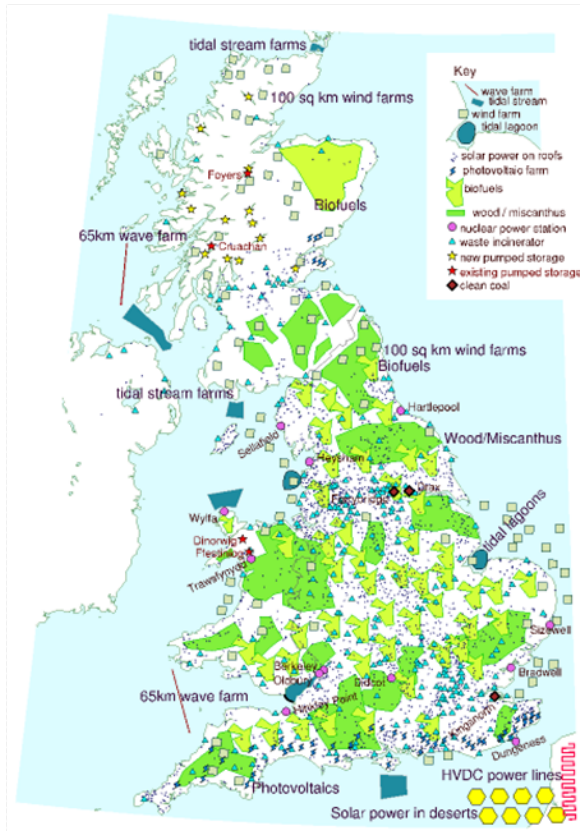 tidal stream farms
Key
wave farm
tidal stream
wind farm
tidal lagoon
solar power on roofs
photovoltaic farm
biofuels
wood / miscanthus
nuclear power station
waste incinerator
new pumped storage
existing pumped storage
clean coal
100 sq km wind farms
Foyers
Biofuels
65km wave farm
Cruachan
100 sq km wind farms
Biofuels
tidal stream farms
Hartlepool
Sellafield
Wood/Miscanthus
Heysham
Drax
Ferrybridge
Wylfa
tidal lagoons
Dinorwig
Ffestiniog
Trawsfynydd
Sizewell
Berkeley
Oldbury
Didcot
Bradwell
65km wave farm
Hinkley Point
Kingsnorth
Dungeness
Photovoltaics
HVDC power lines
Solar power in deserts